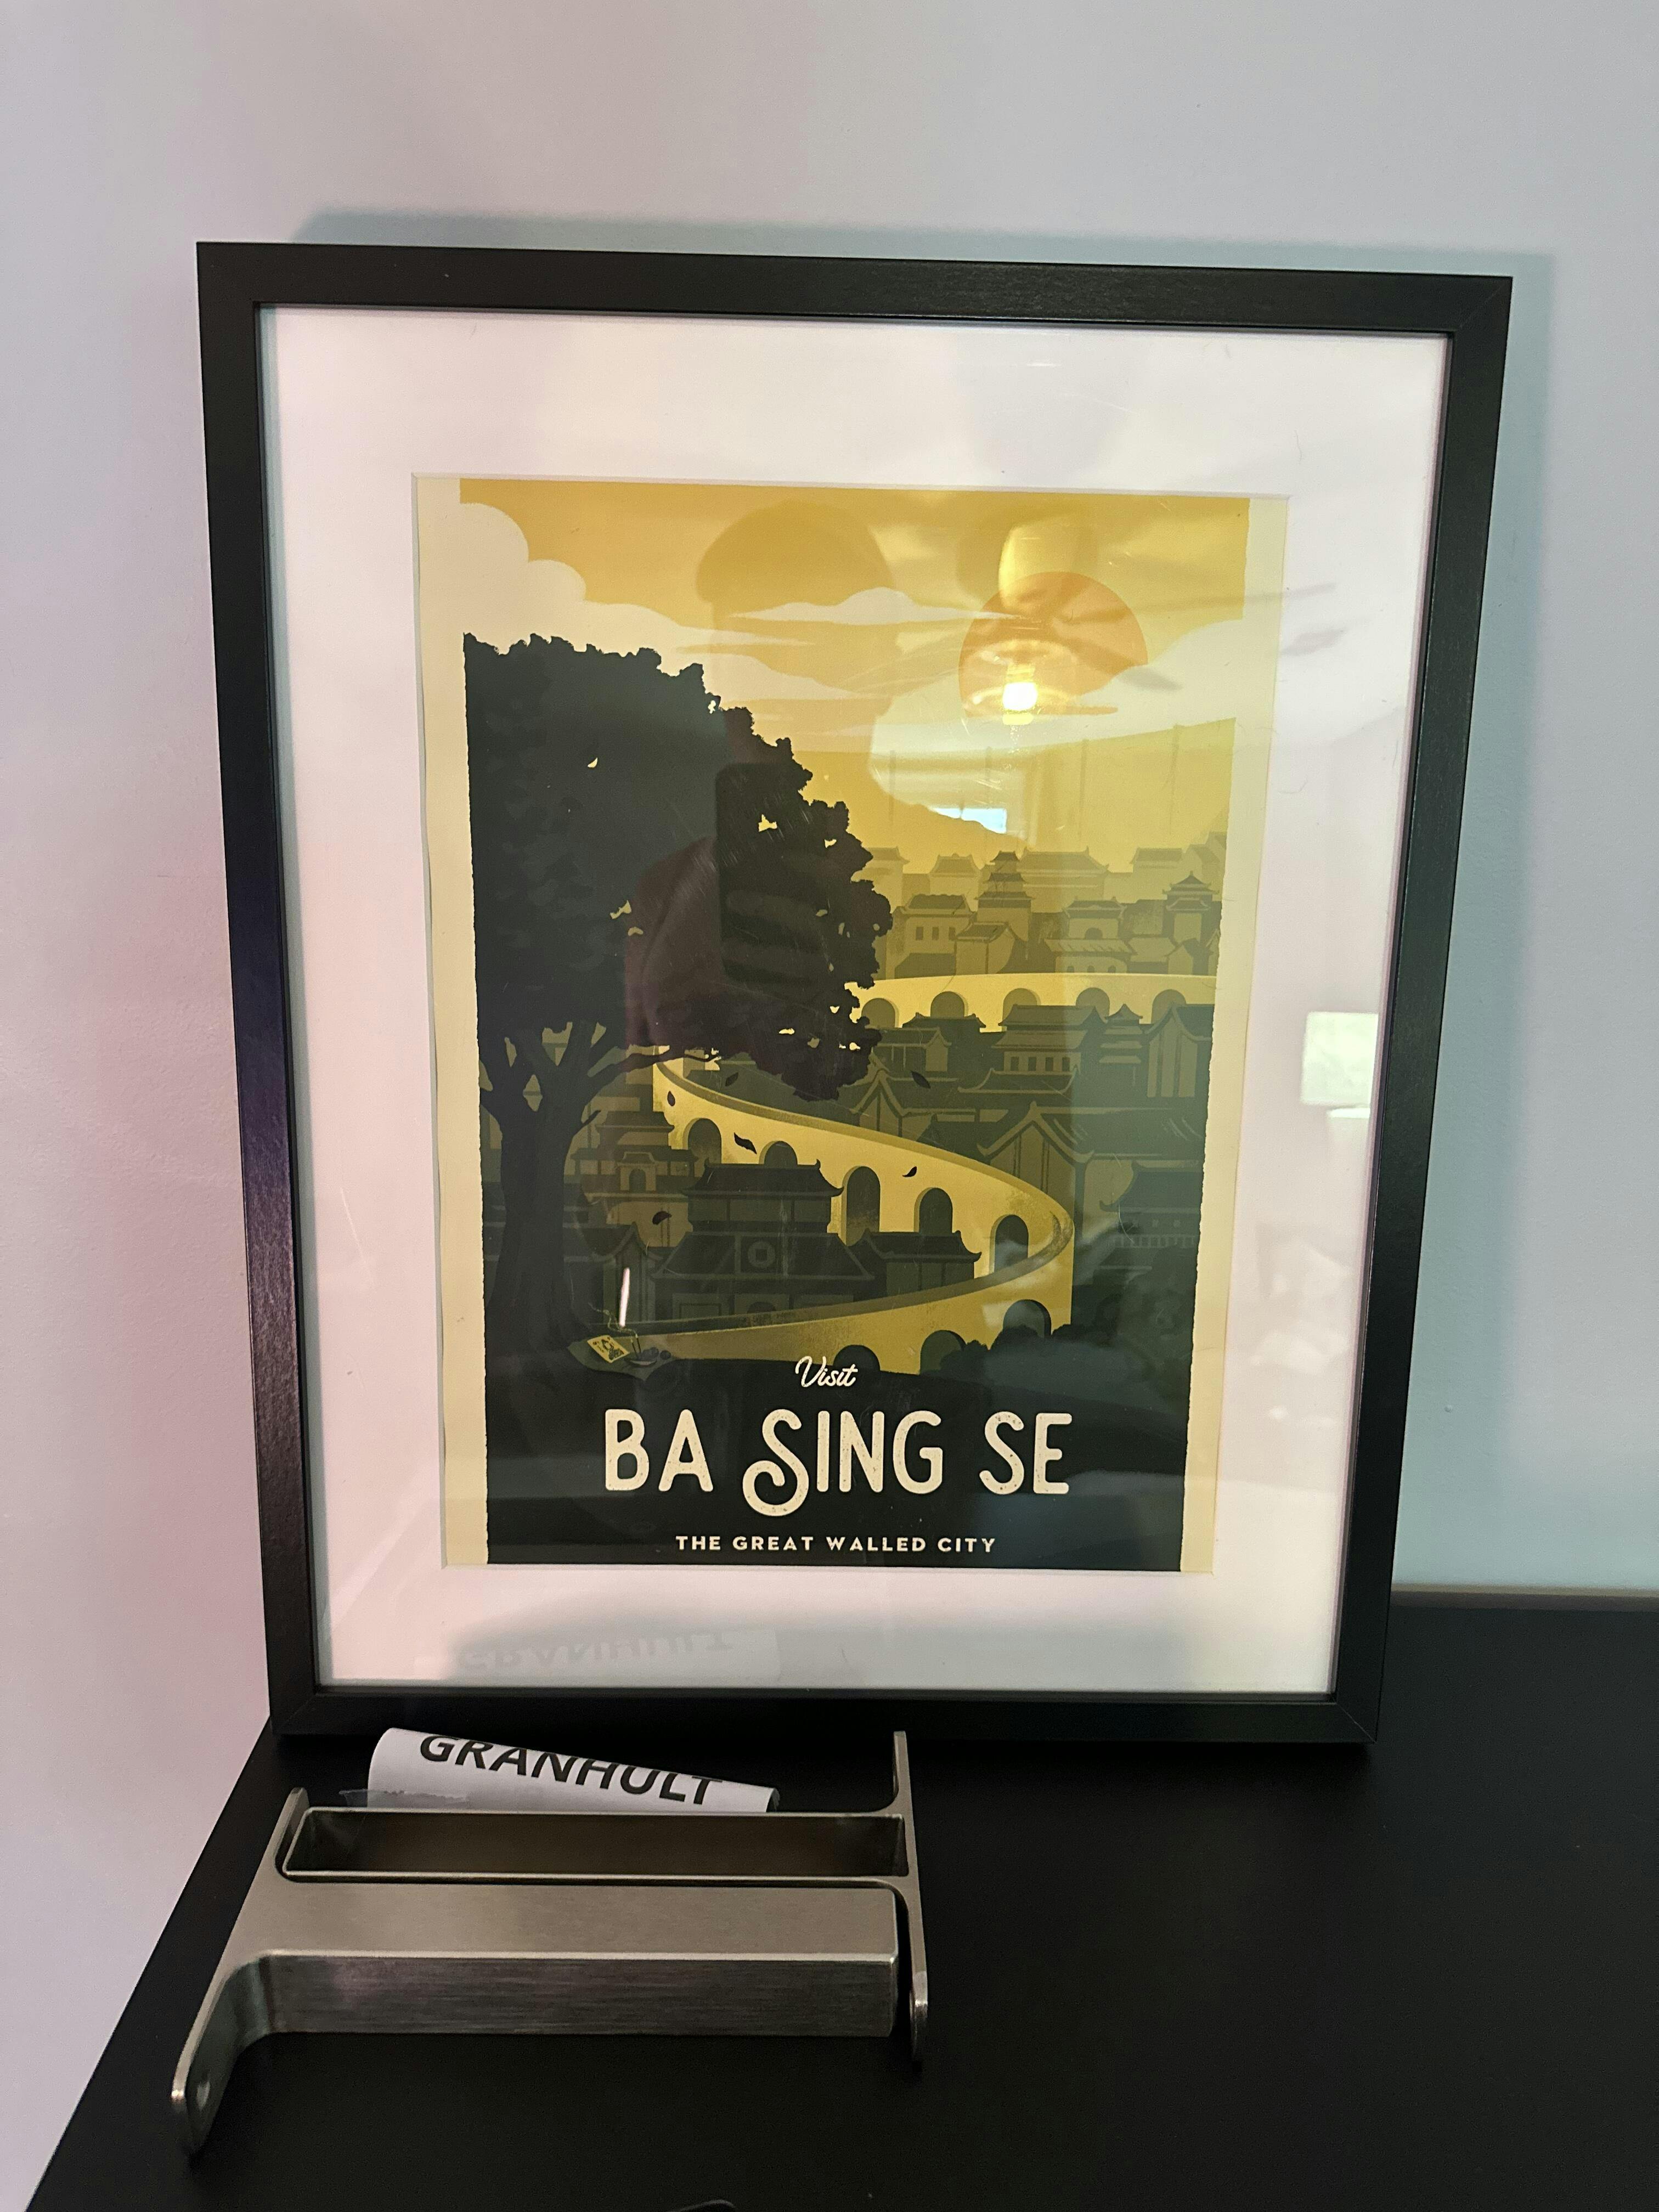 Visit
BA SING SE
THE GREAT WALLED CITY
GRANHULT